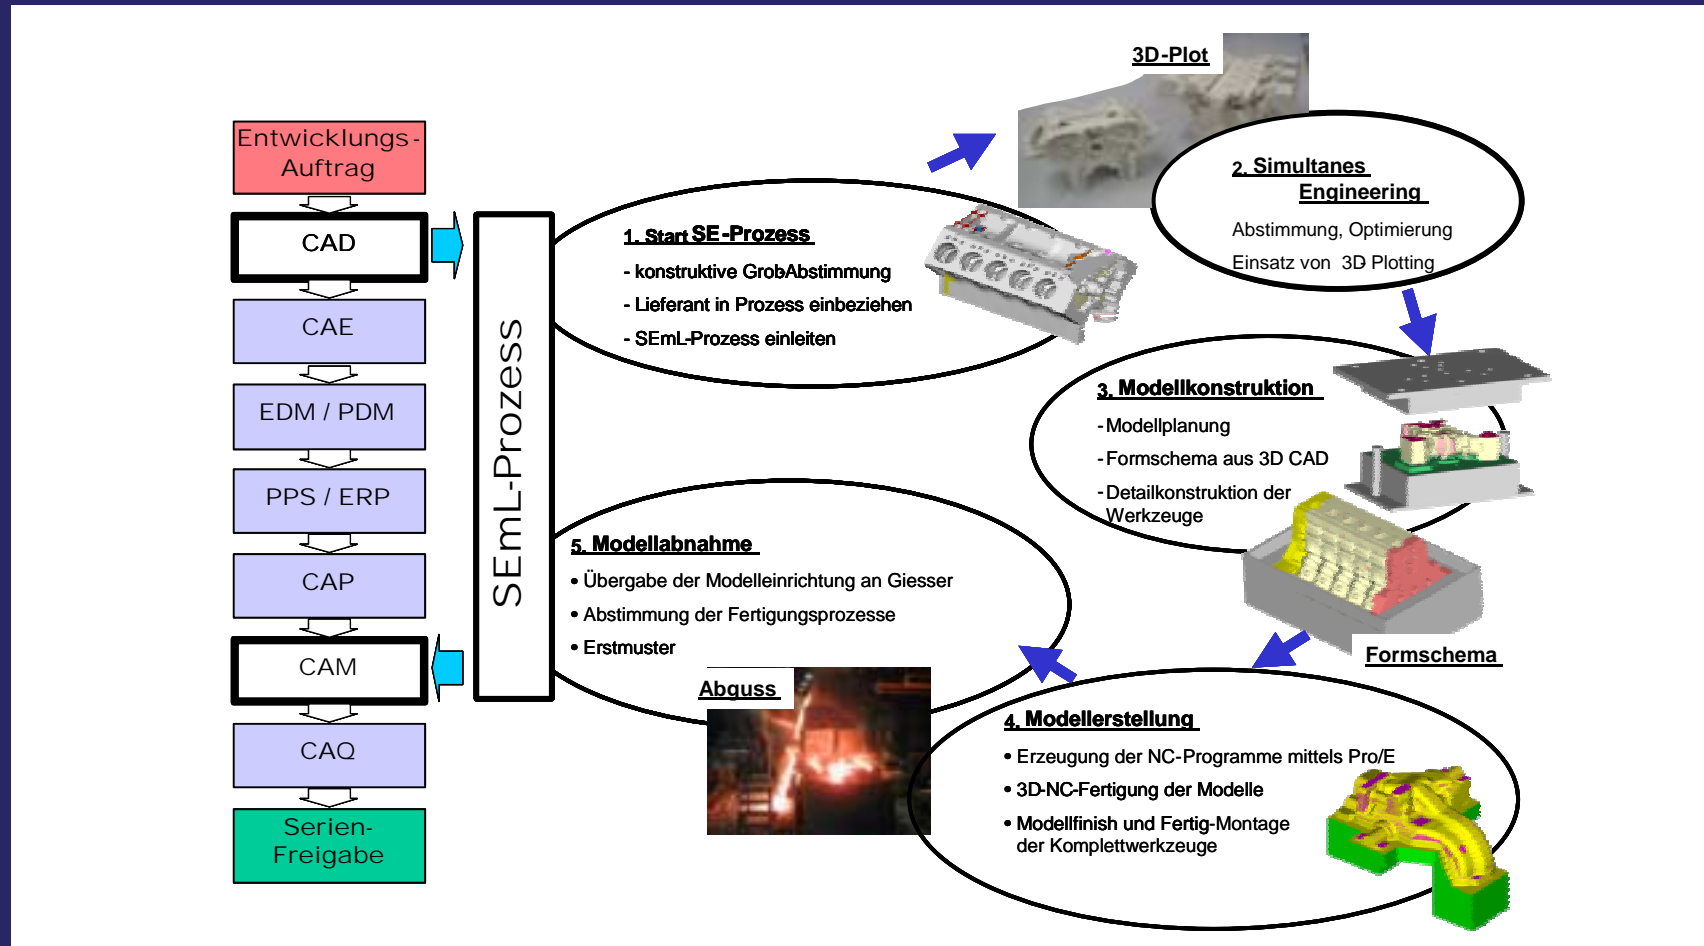 Entwicklungs-
Auftrag
CAD
CAE
EDM / PDM
PPS / ERP
CAP
CAM
CAQ
Serien-
Freigabe
SEmL-Prozess
1. Start SE-Prozess
- konstruktive Grob-Abstimmung
- Lieferant in Prozess einbeziehen
- SEmL-Prozess einleiten
3D-Plot
2. Simultanes
Engineering
Abstimmung, Optimierung
Einsatz von 3D Plotting
3. Modellkonstruktion
- Modellplanung
- Formschema aus 3D CAD
- Detailkonstruktion der
Werkzeuge
Formschema
4. Modellerstellung
• Erzeugung der NC-Programme mittels Pro/E
• 3D-NC-Fertigung der Modelle
• Modellfinish und Fertig-Montage
der Komplettwerkzeuge
5. Modellabnahme
• Übergabe der Modelleinrichtung an Giesser
• Abstimmung der Fertigungsprozesse
• Erstmuster
Abguss